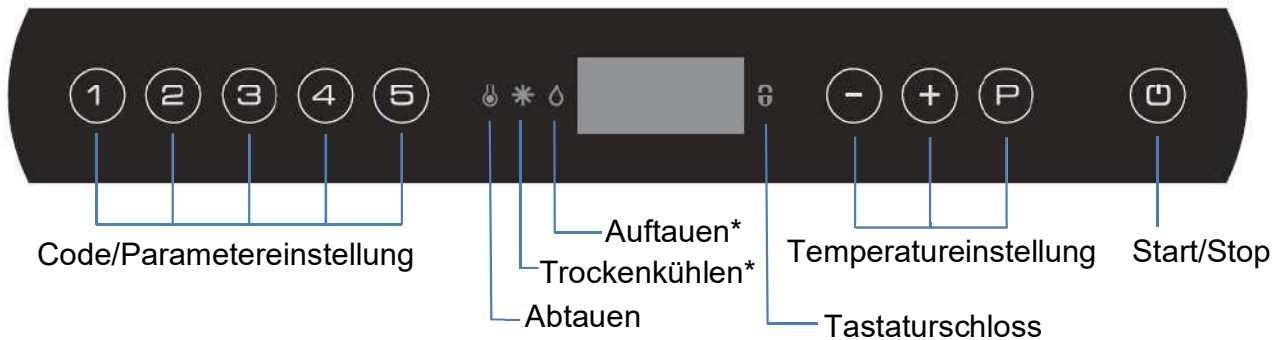 1 2 3 4 5 - + P
Code/Parametereinstellung
Auftauen*
Trockenkühlen*
Abtauen
Temperatureinstellung
Start/Stop
Tastaturschloss